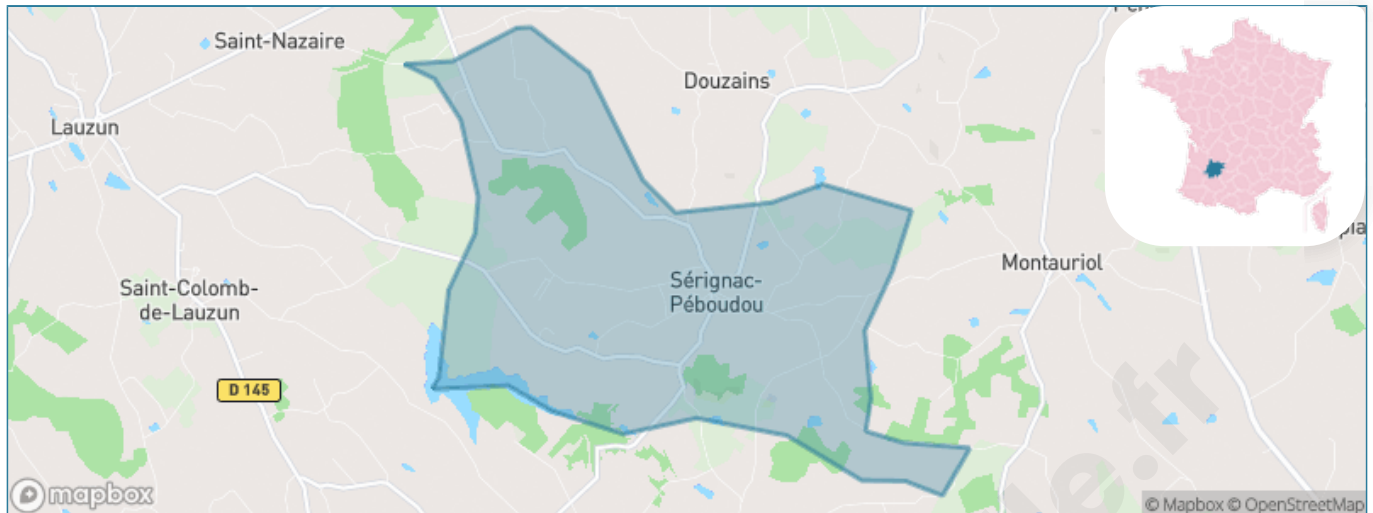 Saint-Nazaire
Douzains
Lauzun
Montauriol
Sérignac-
Péboudou
Saint-Colomb-
de-Lauzun
D 145
mapbox
© Mapbox © OpenStreetMap